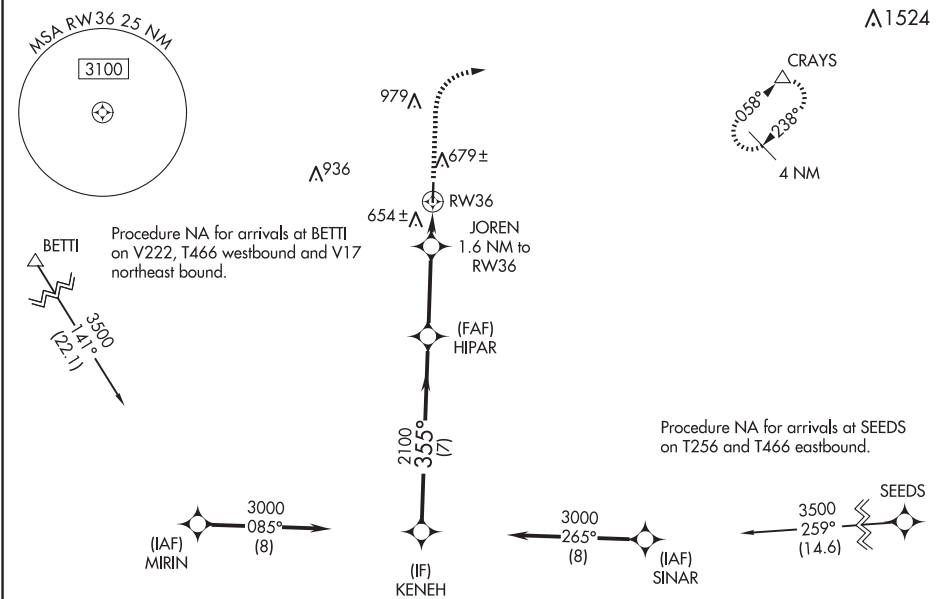 MSA RW36 25 NM
3100
1524
CRAYS
058°
238°
4 NM
979
679±
936
RW36
654±
JOREN
1.6 NM to
RW36
BETTI
Procedure NA for arrivals at BETTI
on V222, T466 westbound and V17
northeast bound.
3500
141°
(22.1)
(FAF)
HIPAR
2100
355°
(7)
Procedure NA for arrivals at SEEDS
on T256 and T466 eastbound.
SEEDS
3500
259°
(14.6)
3000
085°
(8)
(IAF)
MIRIN
(IF)
KENEH
3000
265°
(8)
(IAF)
SINAR